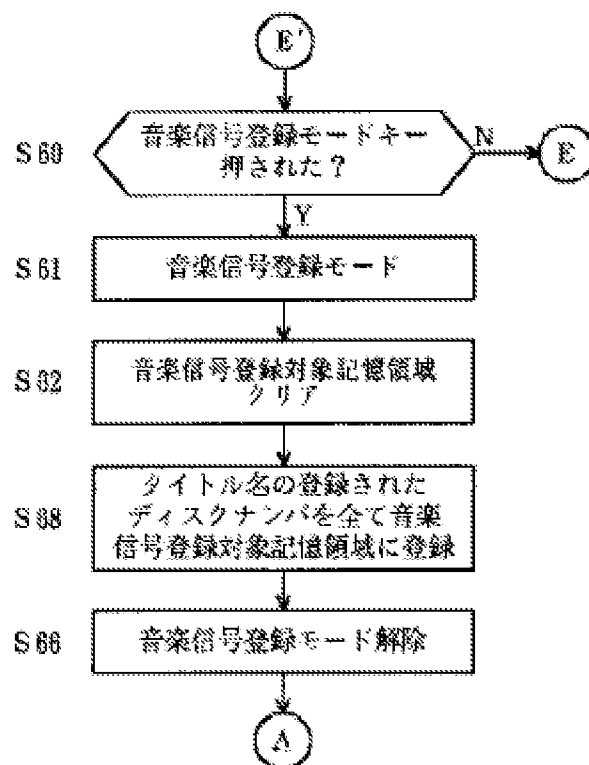 E'
S60
音楽信号登録モードキー
押された？
N
E
Y
S61
音楽信号登録モード
S62
音楽信号登録対象記憶領域
クリア
S68
タイトル名の登録された
ディスクナンバを全て音楽
信号登録対象記憶領域に登録
S66
音楽信号登録モード解除
A